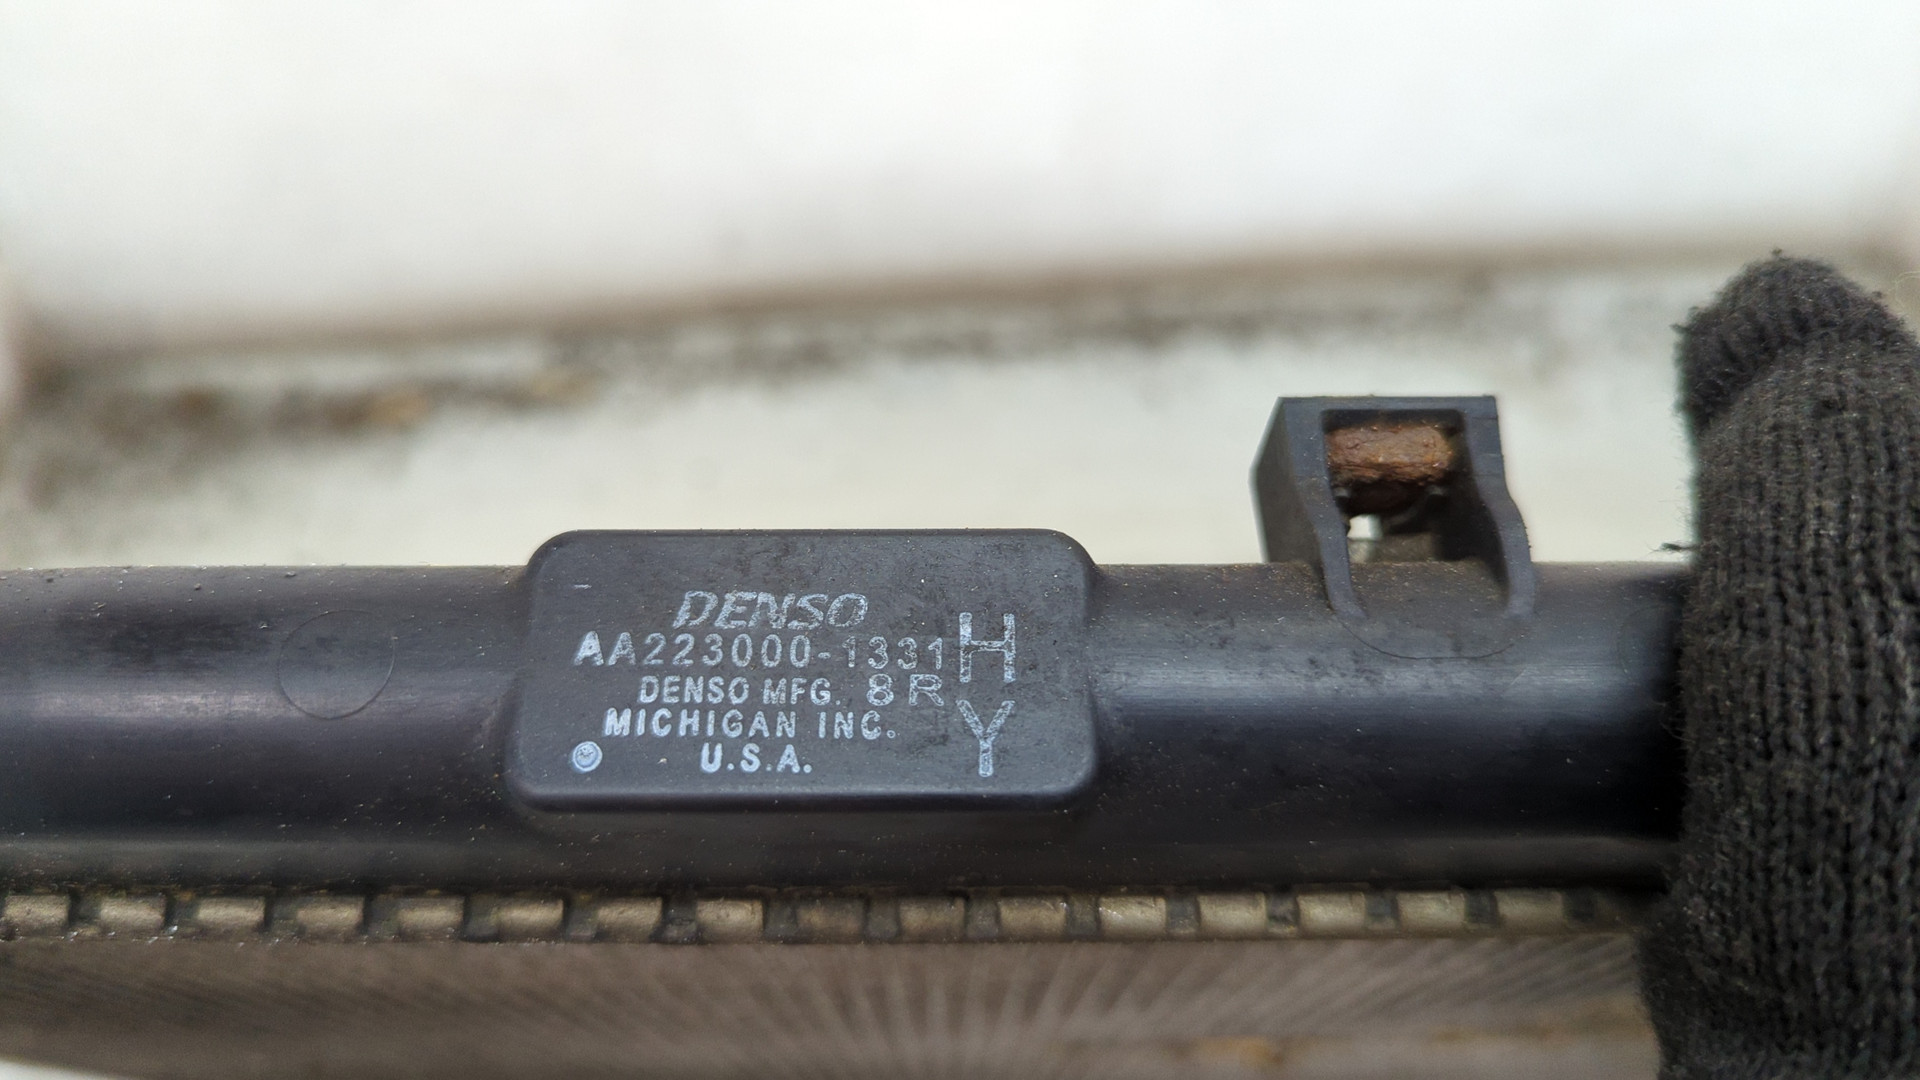 DENSO
AA223000-1331 H
DENSO MFG. 8R
MICHIGAN INC. Y
U.S.A.